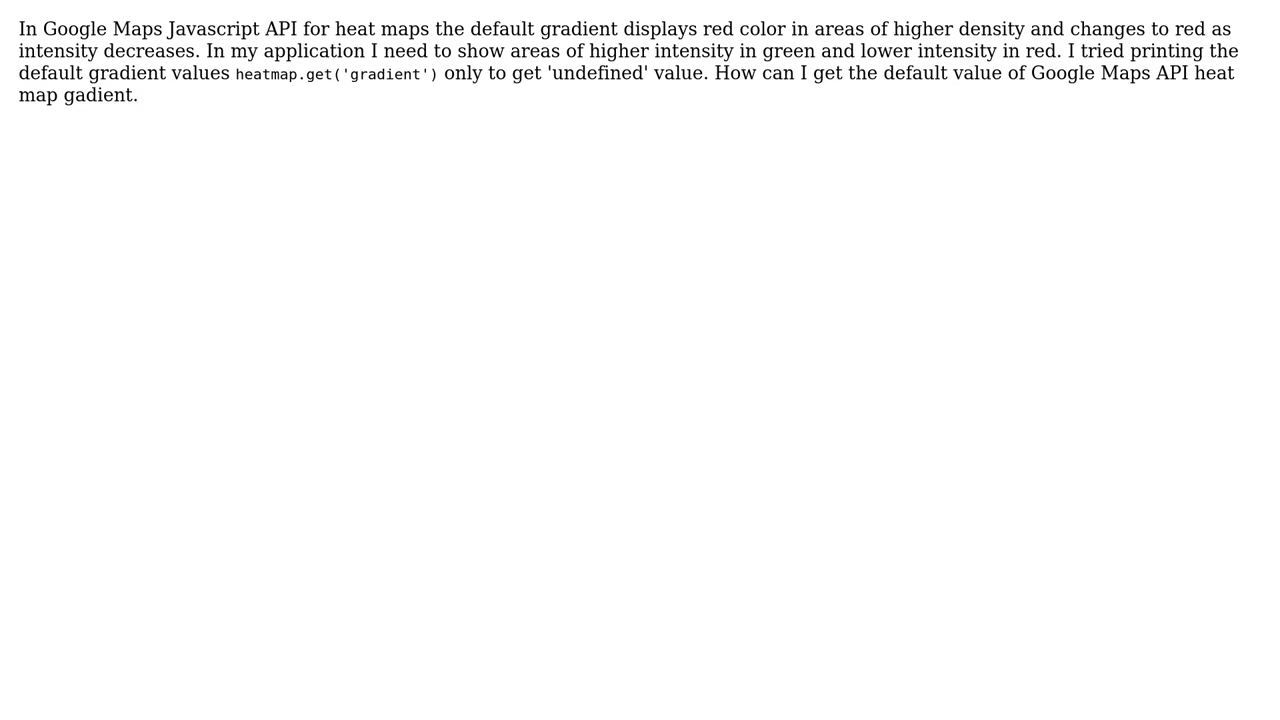 In Google Maps Javascript API for heat maps the default gradient displays red color in areas of higher density and changes to red as
intensity decreases. In my application I need to show areas of higher intensity in green and lower intensity in red. I tried printing the
default gradient values heatmap.get('gradient') only to get 'undefined' value. How can I get the default value of Google Maps API heat
map gadient.